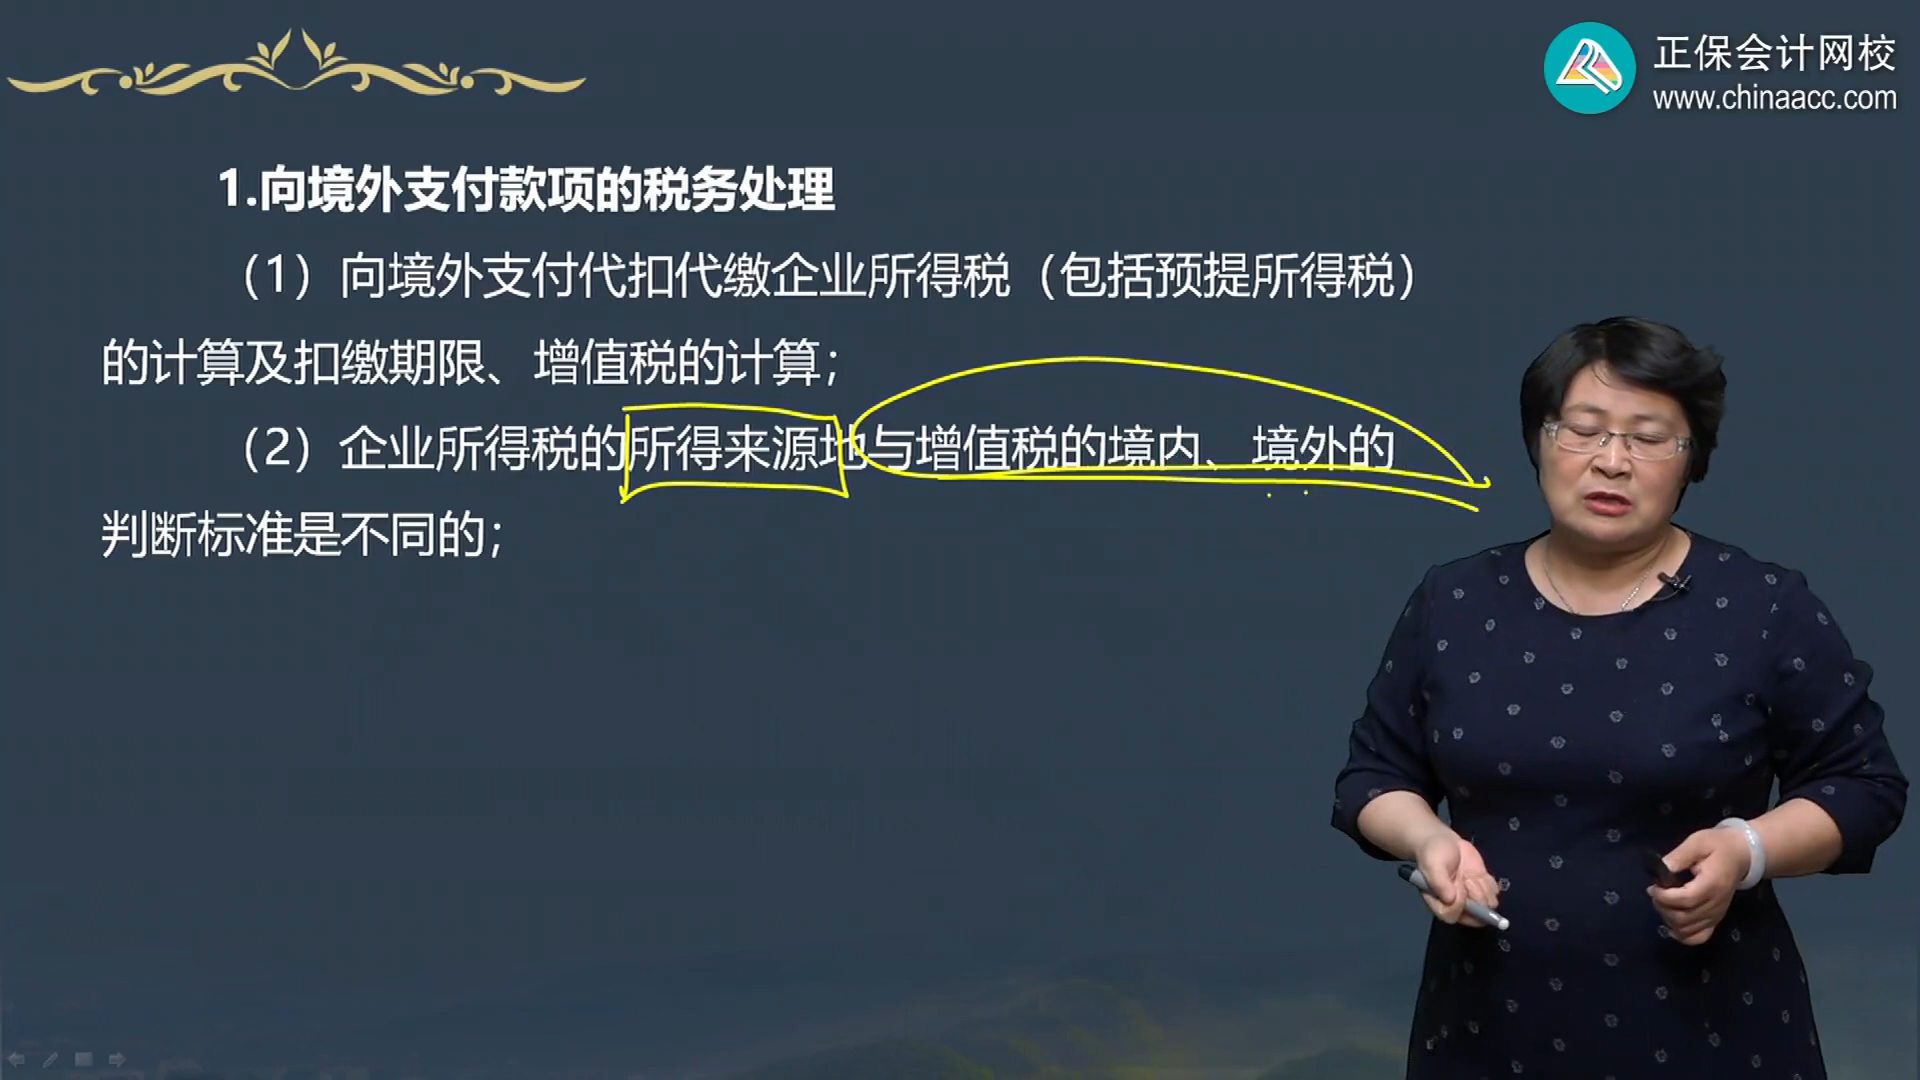 正保会计网校
www.chinaacc.com
1.向境外支付款项的税务处理
（1）向境外支付代扣代缴企业所得税（包括预提所得税）
的计算及扣缴期限、增值税的计算；
（2）企业所得税的所得来源地与增值税的境内、境外的
判断标准是不同的；